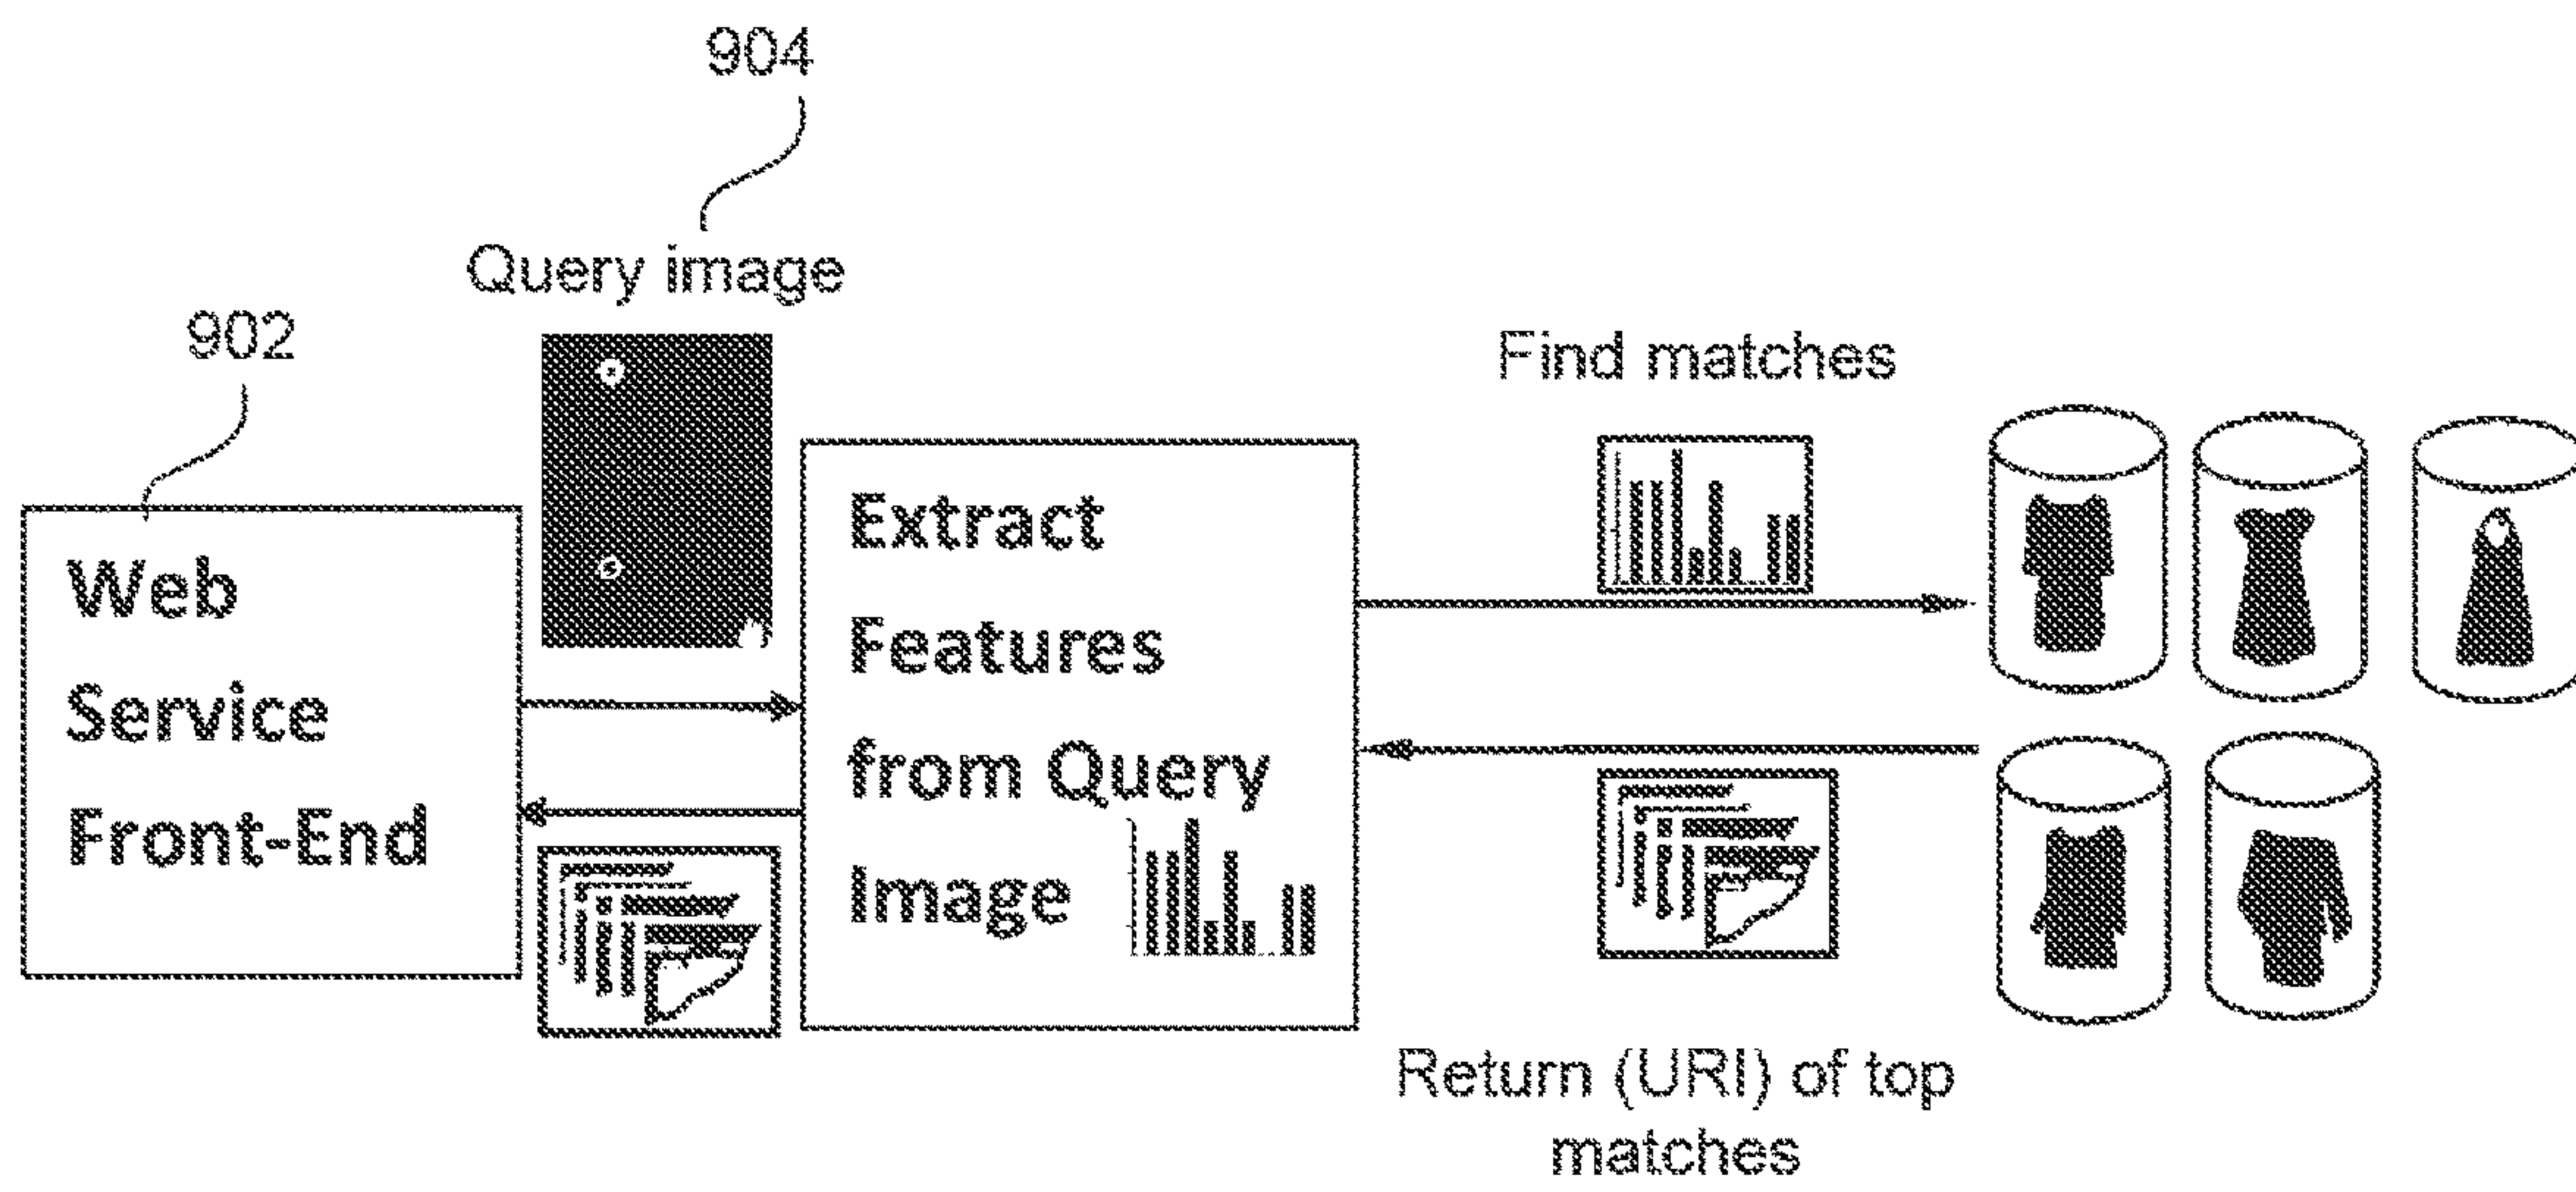 904
Query image
902
Web
Service
Front-End
Extract
Features
from Query
Image
Find matches
Return (URI) of top
matches